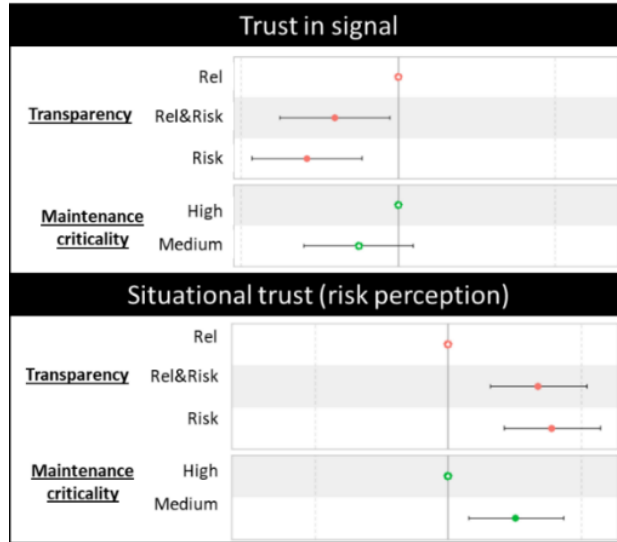 Trust in signal
Rel
Transparency
Rel&Risk
Risk
High
Maintenance
criticality
Medium
Situational trust (risk perception)
Rel
Transparency
Rel&Risk
Risk
High
Maintenance
criticality
Medium